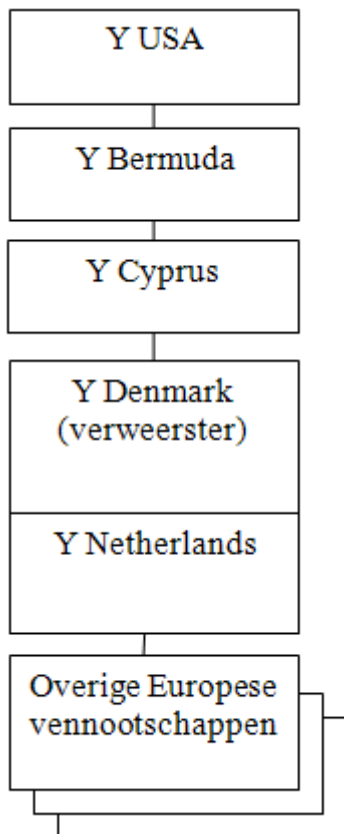 Y USA
Y Bermuda
Y Cyprus
Y Denmark
(verweerster)
Y Netherlands
Overige Europese
vennootschappen